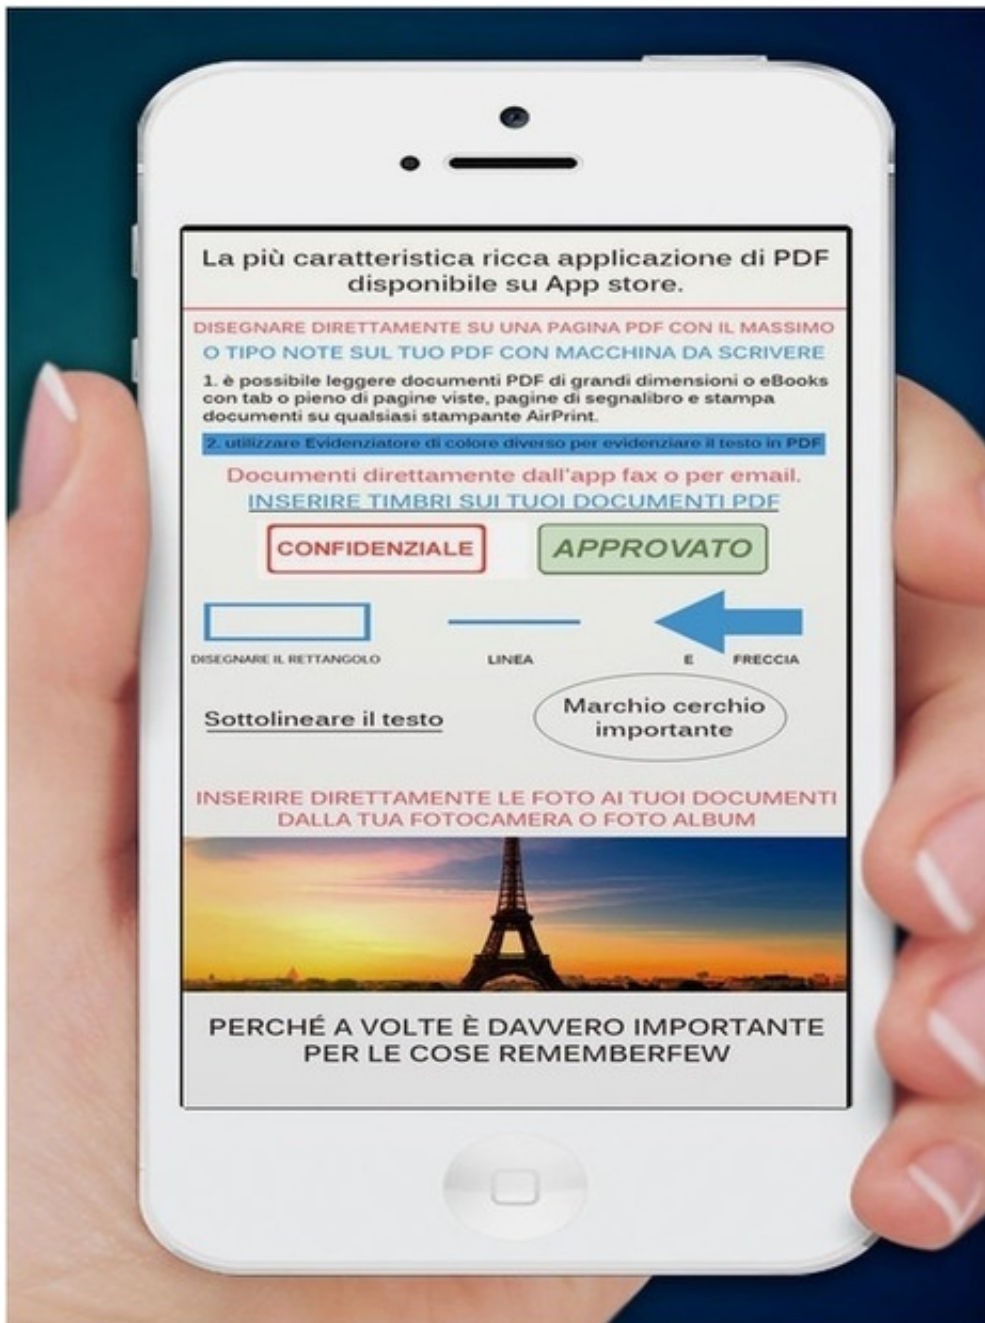 La più caratteristica ricca applicazione di PDF
disponibile su App store.
DISEGNARE DIRETTAMENTE SU UNA PAGINA PDF CON IL MASSIMO
O TIPO NOTE SUL TUO PDF CON MACCHINA DA SCRIVERE
1. è possibile leggere documenti PDF di grandi dimensioni o eBooks
con tab o pieno di pagine viste, pagine di segnalibro e stampa
documenti su qualsiasi stampante AirPrint.
2. utilizzare Evidenziatore di colore diverso per evidenziare il testo in PDF
Documenti direttamente dall'app fax o per email.
INSERIRE TIMBRI SUI TUOI DOCUMENTI PDF
CONFIDENZIALE APPROVATO
DISEGNARE IL RETTANGOLO LINEA E FRECCIA
Sottolineare il testo
Marchio cerchio
importante
INSERIRE DIRETTAMENTE LE FOTO AI TUOI DOCUMENTI
DALLA TUA FOTOCAMERA O FOTO ALBUM
PERCHÉ A VOLTE È DAVVERO IMPORTANTE
PER LE COSE REMEMBERFEW